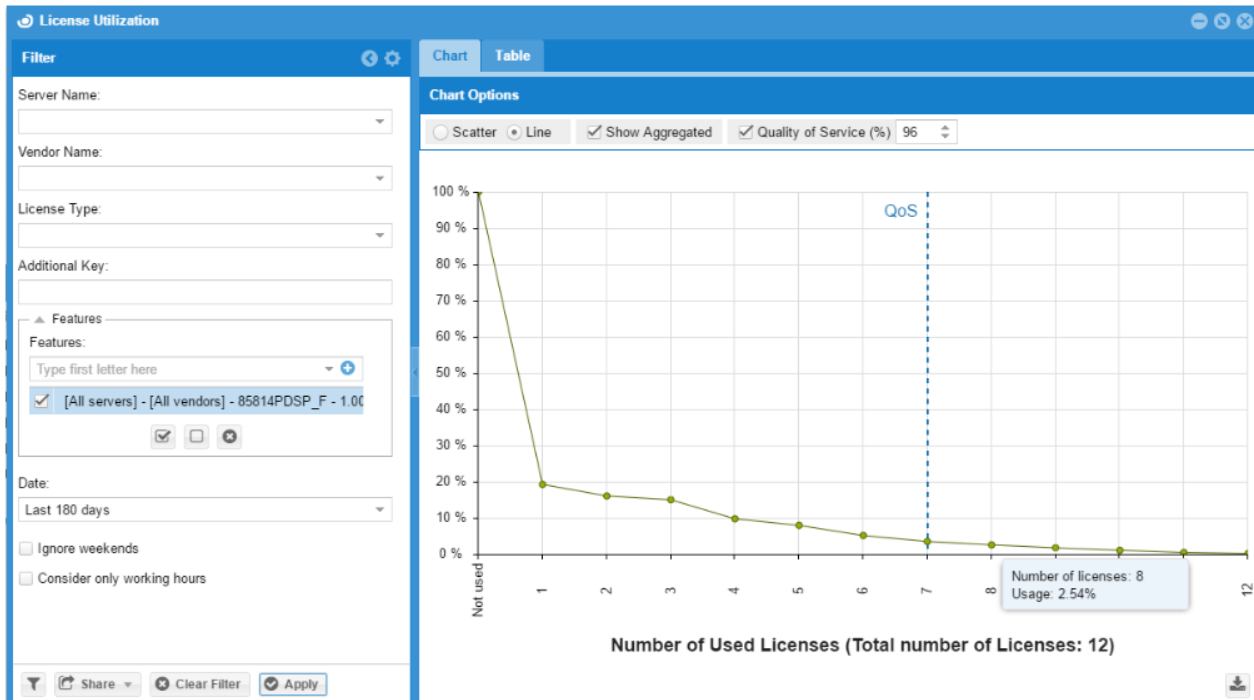 License Utilization
Filter
Server Name:
Vendor Name:
License Type:
Additional Key:
Features
Features:
Type first letter here
[All servers] - [All vendors] - 85814PDSP_F - 1.00
Date:
Last 180 days
Ignore weekends
Consider only working hours
Share
Clear Filter
Apply
Chart
Table
Chart Options
Scatter
Line
Show Aggregated
Quality of Service (%)
96
100 %
90 %
80 %
70 %
60 %
50 %
40 %
30 %
20 %
10 %
0 %
QoS
Not used
1
2
3
4
5
6
7
8
12
Number of licenses: 8
Usage: 2.54%
Number of Used Licenses (Total number of Licenses: 12)